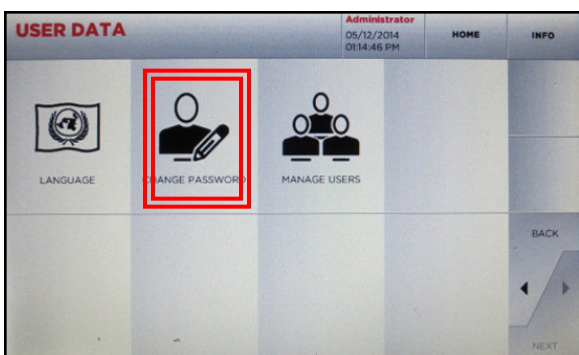 USER DATA
Administrator
05/12/2014
01:14:46 PM
HOME
INFO
LANGUAGE
CHANGE PASSWORD
MANAGE USERS
BACK
NEXT